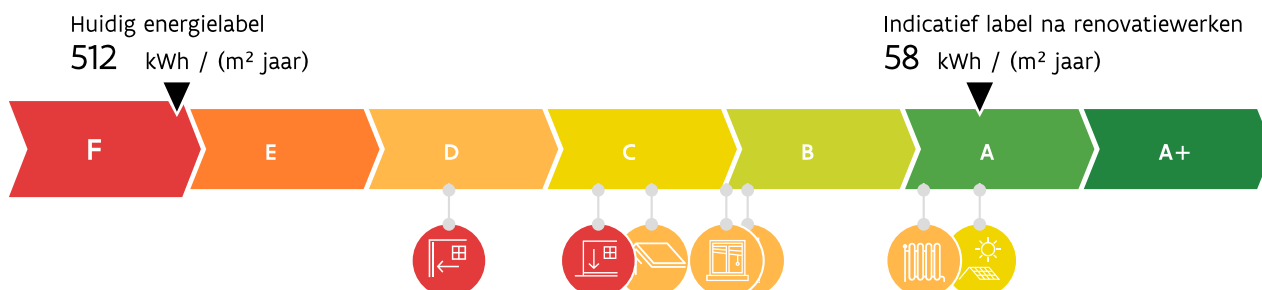 Huidig energielabel
512 kWh / (m² jaar)
Indicatief label na renovatiewerken
58 kWh / (m² jaar)
F E D C B A A+